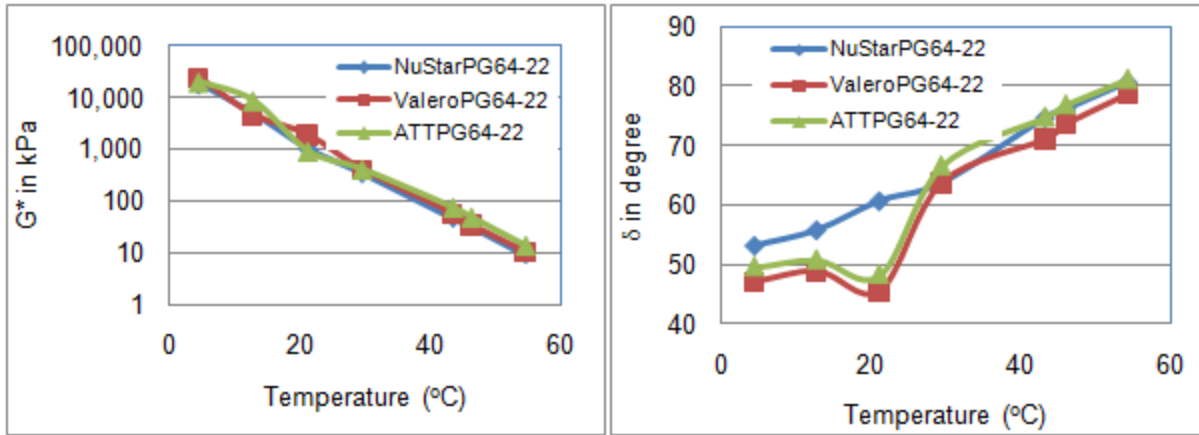 100,000
10,000
1,000
100
10
1
G* in kPa
NuStarPG64-22
ValeroPG64-22
ATTPG64-22
0 20 40 60
Temperature (°C)
90
80
70
60
50
40
δ in degree
NuStarPG64-22
ValeroPG64-22
ATTPG64-22
0 20 40 60
Temperature (°C)